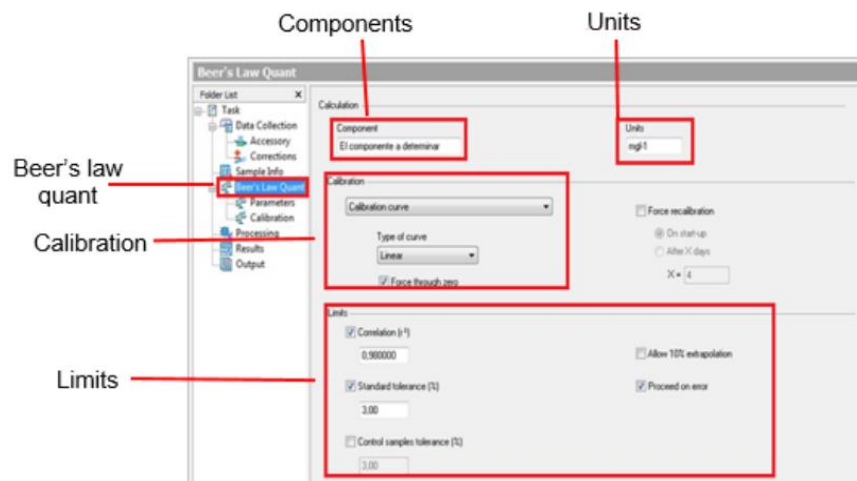 Components
Units
Beer's Law Quant
Folder List X
Task
Data Collection
Accessory
Corrections
Sample Info
Beer's Law Quant
Parameters
Calibration
Processing
Results
Output
Beer's law
quant
Calibration
Limits
Calculation
Component
Units
El componente a determinar
mgl-1
Calibration
Calibration curve
Type of curve
Linear
Force through zero
Force recalibration
On start-up
After X days
X = 4
Limits
Correlation (r²)
0,980000
Allow 10% extrapolation
Standard tolerance (%)
Proceed on error
3,00
Control samples tolerance (%)
3,00